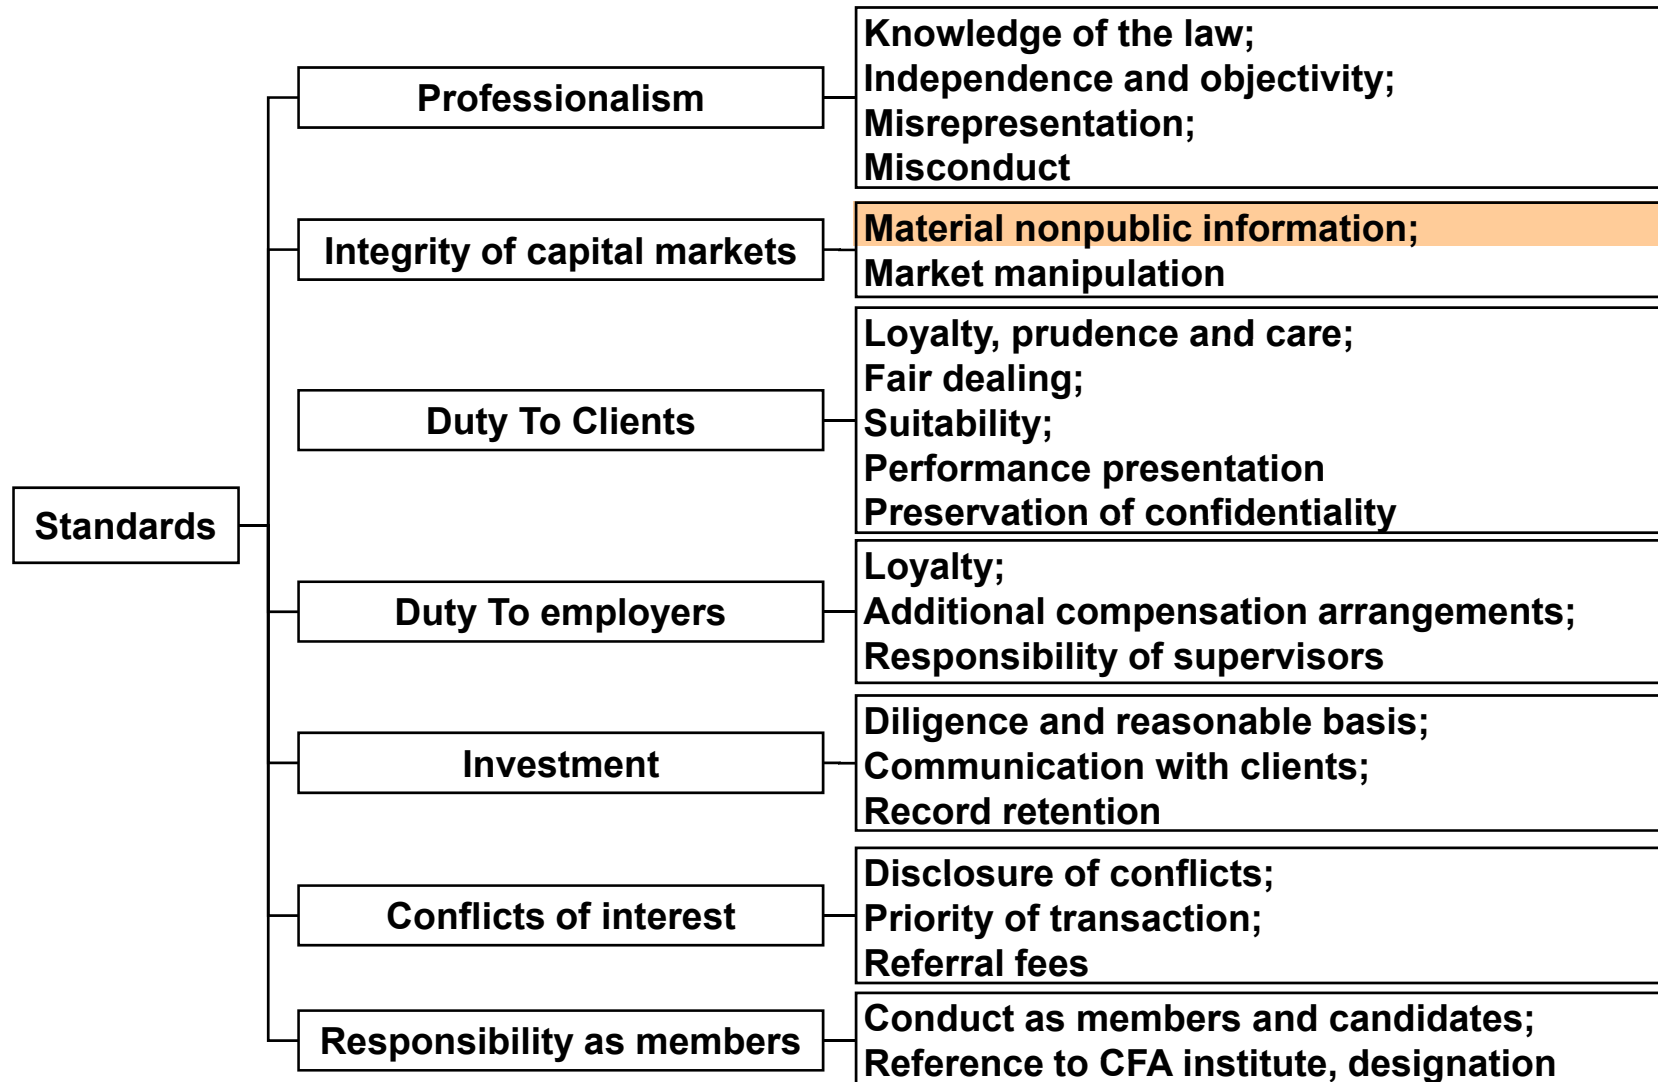 Standards
Professionalism
Knowledge of the law;
Independence and objectivity;
Misrepresentation;
Misconduct
Integrity of capital markets
Material nonpublic information;
Market manipulation
Duty To Clients
Loyalty, prudence and care;
Fair dealing;
Suitability;
Performance presentation
Preservation of confidentiality
Duty To employers
Loyalty;
Additional compensation arrangements;
Responsibility of supervisors
Investment
Diligence and reasonable basis;
Communication with clients;
Record retention
Conflicts of interest
Disclosure of conflicts;
Priority of transaction;
Referral fees
Responsibility as members
Conduct as members and candidates;
Reference to CFA institute, designation